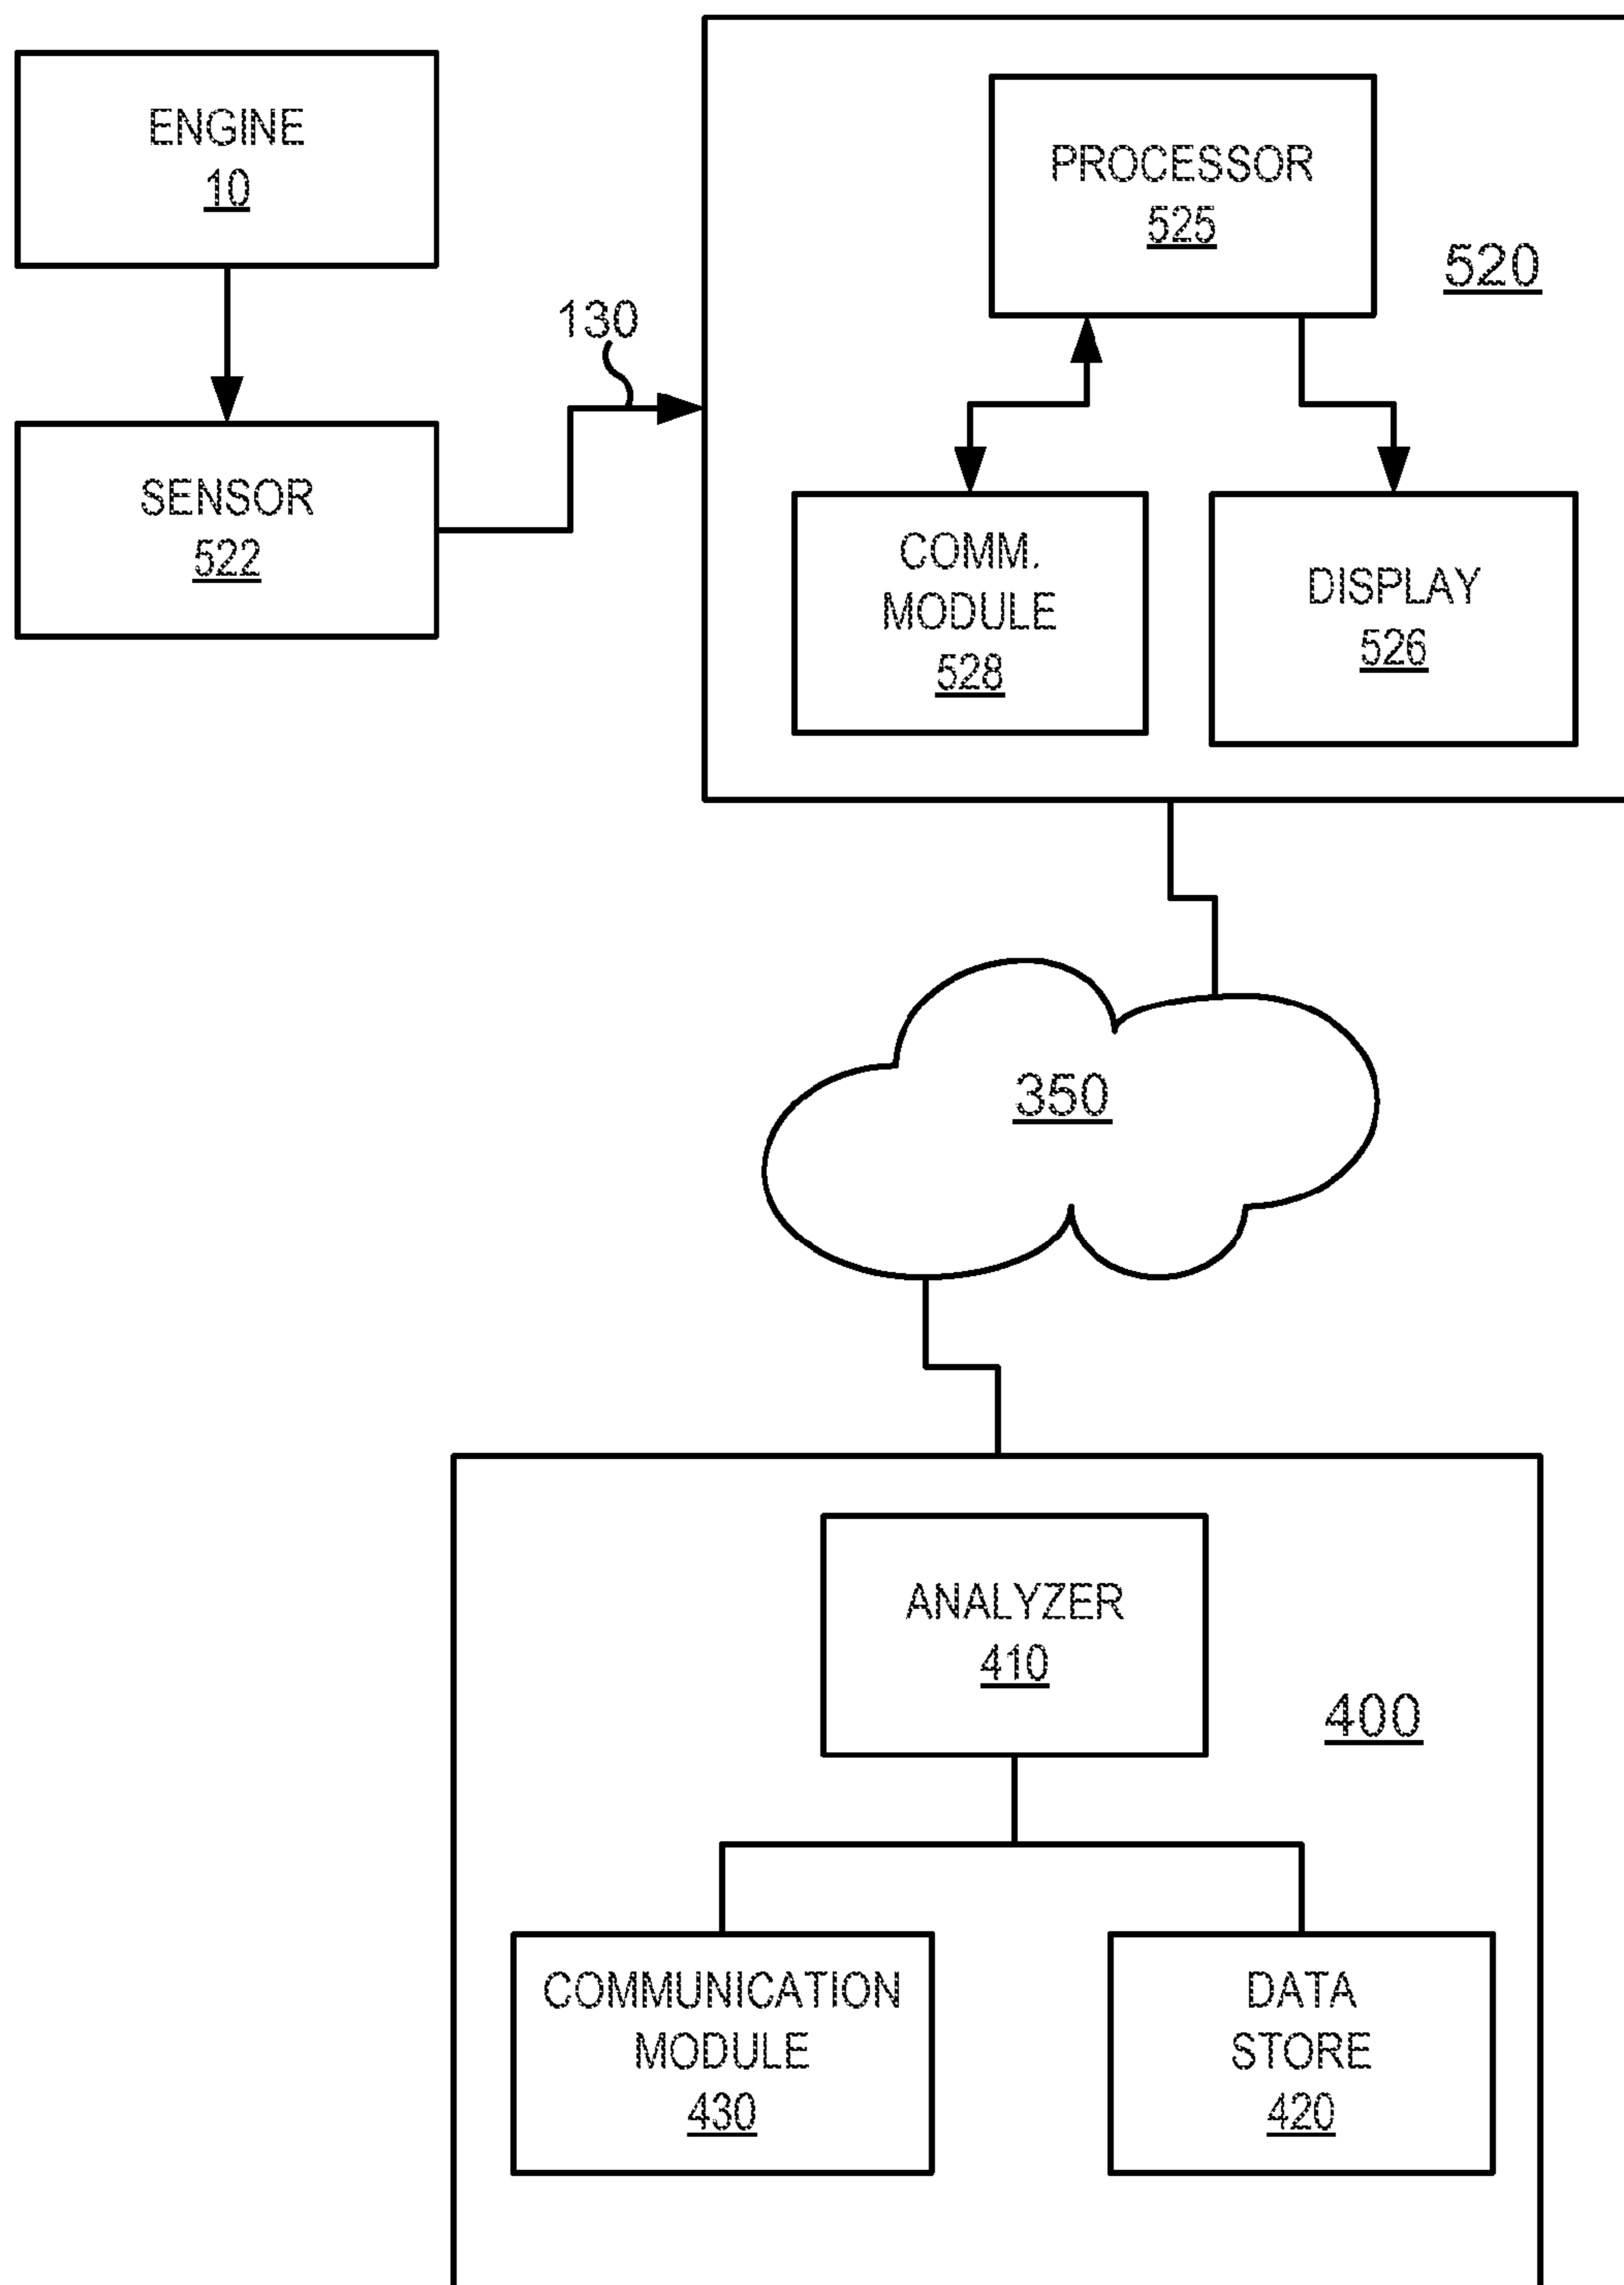 ENGINE
10
SENSOR
522
130
PROCESSOR
525
520
COMM.
MODULE
528
DISPLAY
526
350
ANALYZER
410
400
COMMUNICATION
MODULE
430
DATA
STORE
420